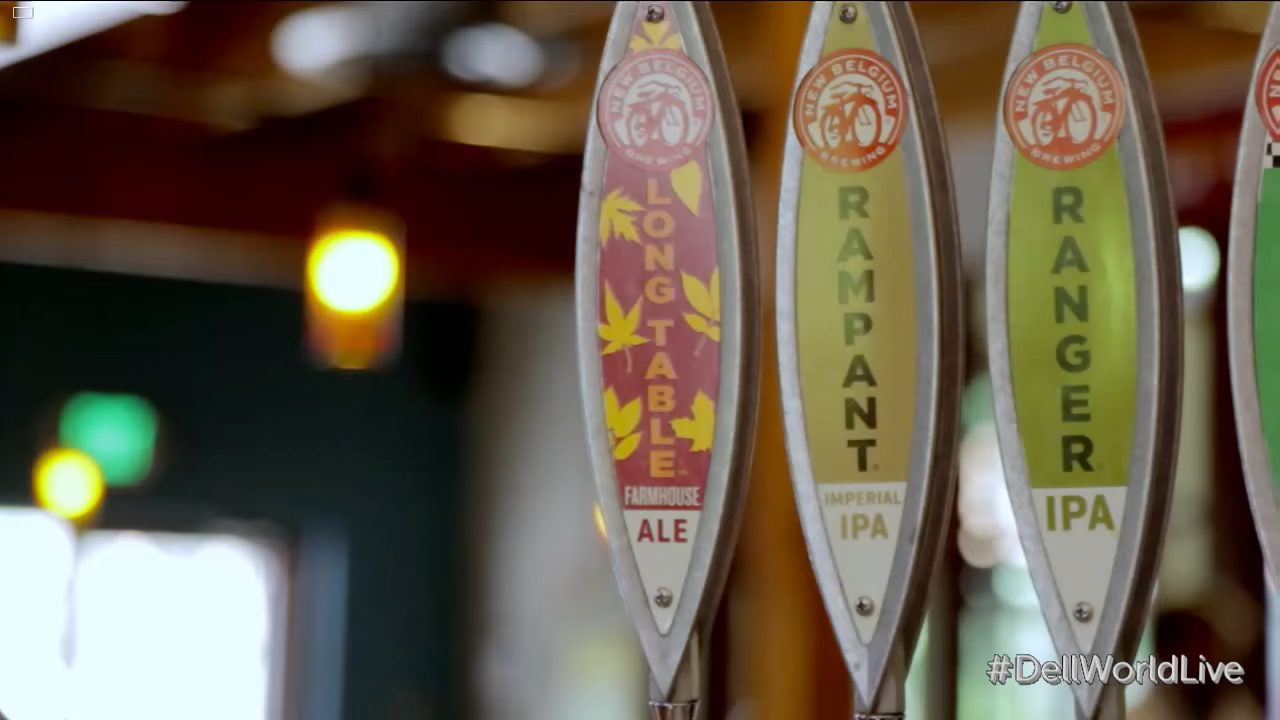 NEW BELGIUM
BREWING
LONG TABLE
FARMHOUSE
ALE
NEW BELGIUM
BREWING
RAMPANT
IMPERIAL
IPA
NEW BELGIUM
BREWING
RANGER
IPA
#DellWorldLive